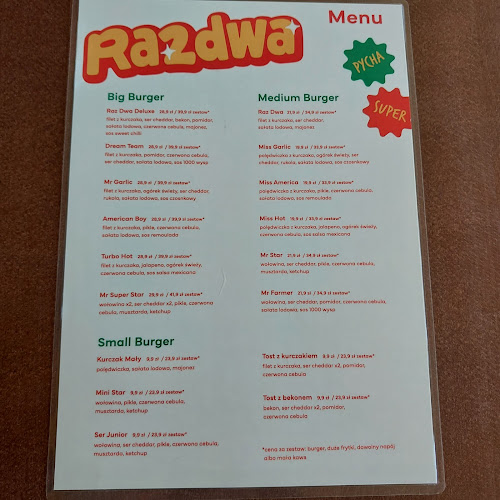 Razdwa
Menu
PYCHA
SUPER
Big Burger
Raz Dwa Deluxe 28,9 zł / 39,9 zł zestaw*
filet z kurczaka, ser cheddar, bekon, pomidor,
sałata lodowa, czerwona cebula, majonez,
sos sweet chilli
Dream Team 28,9 zł / 39,9 zł zestaw*
filet z kurczaka, pomidor, czerwona cebula,
ser cheddar, sałata lodowa, sos 1000 wysp
Mr Garlic 28,9 zł / 39,9 zł zestaw*
filet z kurczaka, ogórek świeży, ser cheddar,
rukola, sałata lodowa, sos czosnkowy
American Boy 28,9 zł / 39,9 zł zestaw*
filet z kurczaka, pikle, czerwona cebula,
sałata lodowa, sos remoulada
Turbo Hot 28,9 zł / 39,9 zł zestaw*
filet z kurczaka, jalapeno, ogórek świeży,
czerwona cebula, sos salsa mexicana
Mr Super Star 29,9 zł / 41,9 zł zestaw*
wołowina x2, ser cheddar x2, pikle, czerwona
cebula, musztarda, ketchup
Medium Burger
Raz Dwa 21,9 zł / 34,9 zł zestaw*
filet z kurczaka, ser cheddar,
sałata lodowa, majonez
Miss Garlic 19,9 zł / 33,9 zł zestaw*
polędwiczka z kurczaka, ogórek świeży, ser
cheddar, rukola, sałata lodowa, sos czosnkowy
Miss America 19,9 zł / 33,9 zł zestaw*
polędwiczka z kurczaka, pikle, czerwona cebula,
sałata lodowa, sos remoulada
Miss Hot 19,9 zł / 33,9 zł zestaw*
polędwiczka z kurczaka, jalapeno, ogórek świeży,
czerwona cebula, sos salsa mexicana
Mr Star 21,9 zł / 34,9 zł zestaw*
wołowina, ser cheddar, pikle, czerwona cebula,
musztarda, ketchup
Mr Farmer 21,9 zł / 34,9 zł zestaw*
wołowina, ser cheddar, pomidor, czerwona cebula,
sałata lodowa, sos 1000 wysp
Small Burger
Kurczak Mały 9,9 zł / 23,9 zł zestaw*
polędwiczka, sałata lodowa, majonez
Mini Star 9,9 zł / 23,9 zł zestaw*
wołowina, pikle, czerwona cebula,
musztarda, ketchup
Ser Junior 9,9 zł / 23,9 zł zestaw*
wołowina, ser cheddar, pikle, czerwona cebula,
musztarda, ketchup
Tost z kurczakiem 9,9 zł / 23,9 zł zestaw*
filet z kurczaka, ser cheddar x2, pomidor,
czerwona cebula
Tost z bekonem 9,9 zł / 23,9 zł zestaw*
bekon, ser cheddar x2, pomidor,
czerwona cebula
*cena za zestaw: burger, duże frytki, dowolny napój
albo mała kawa